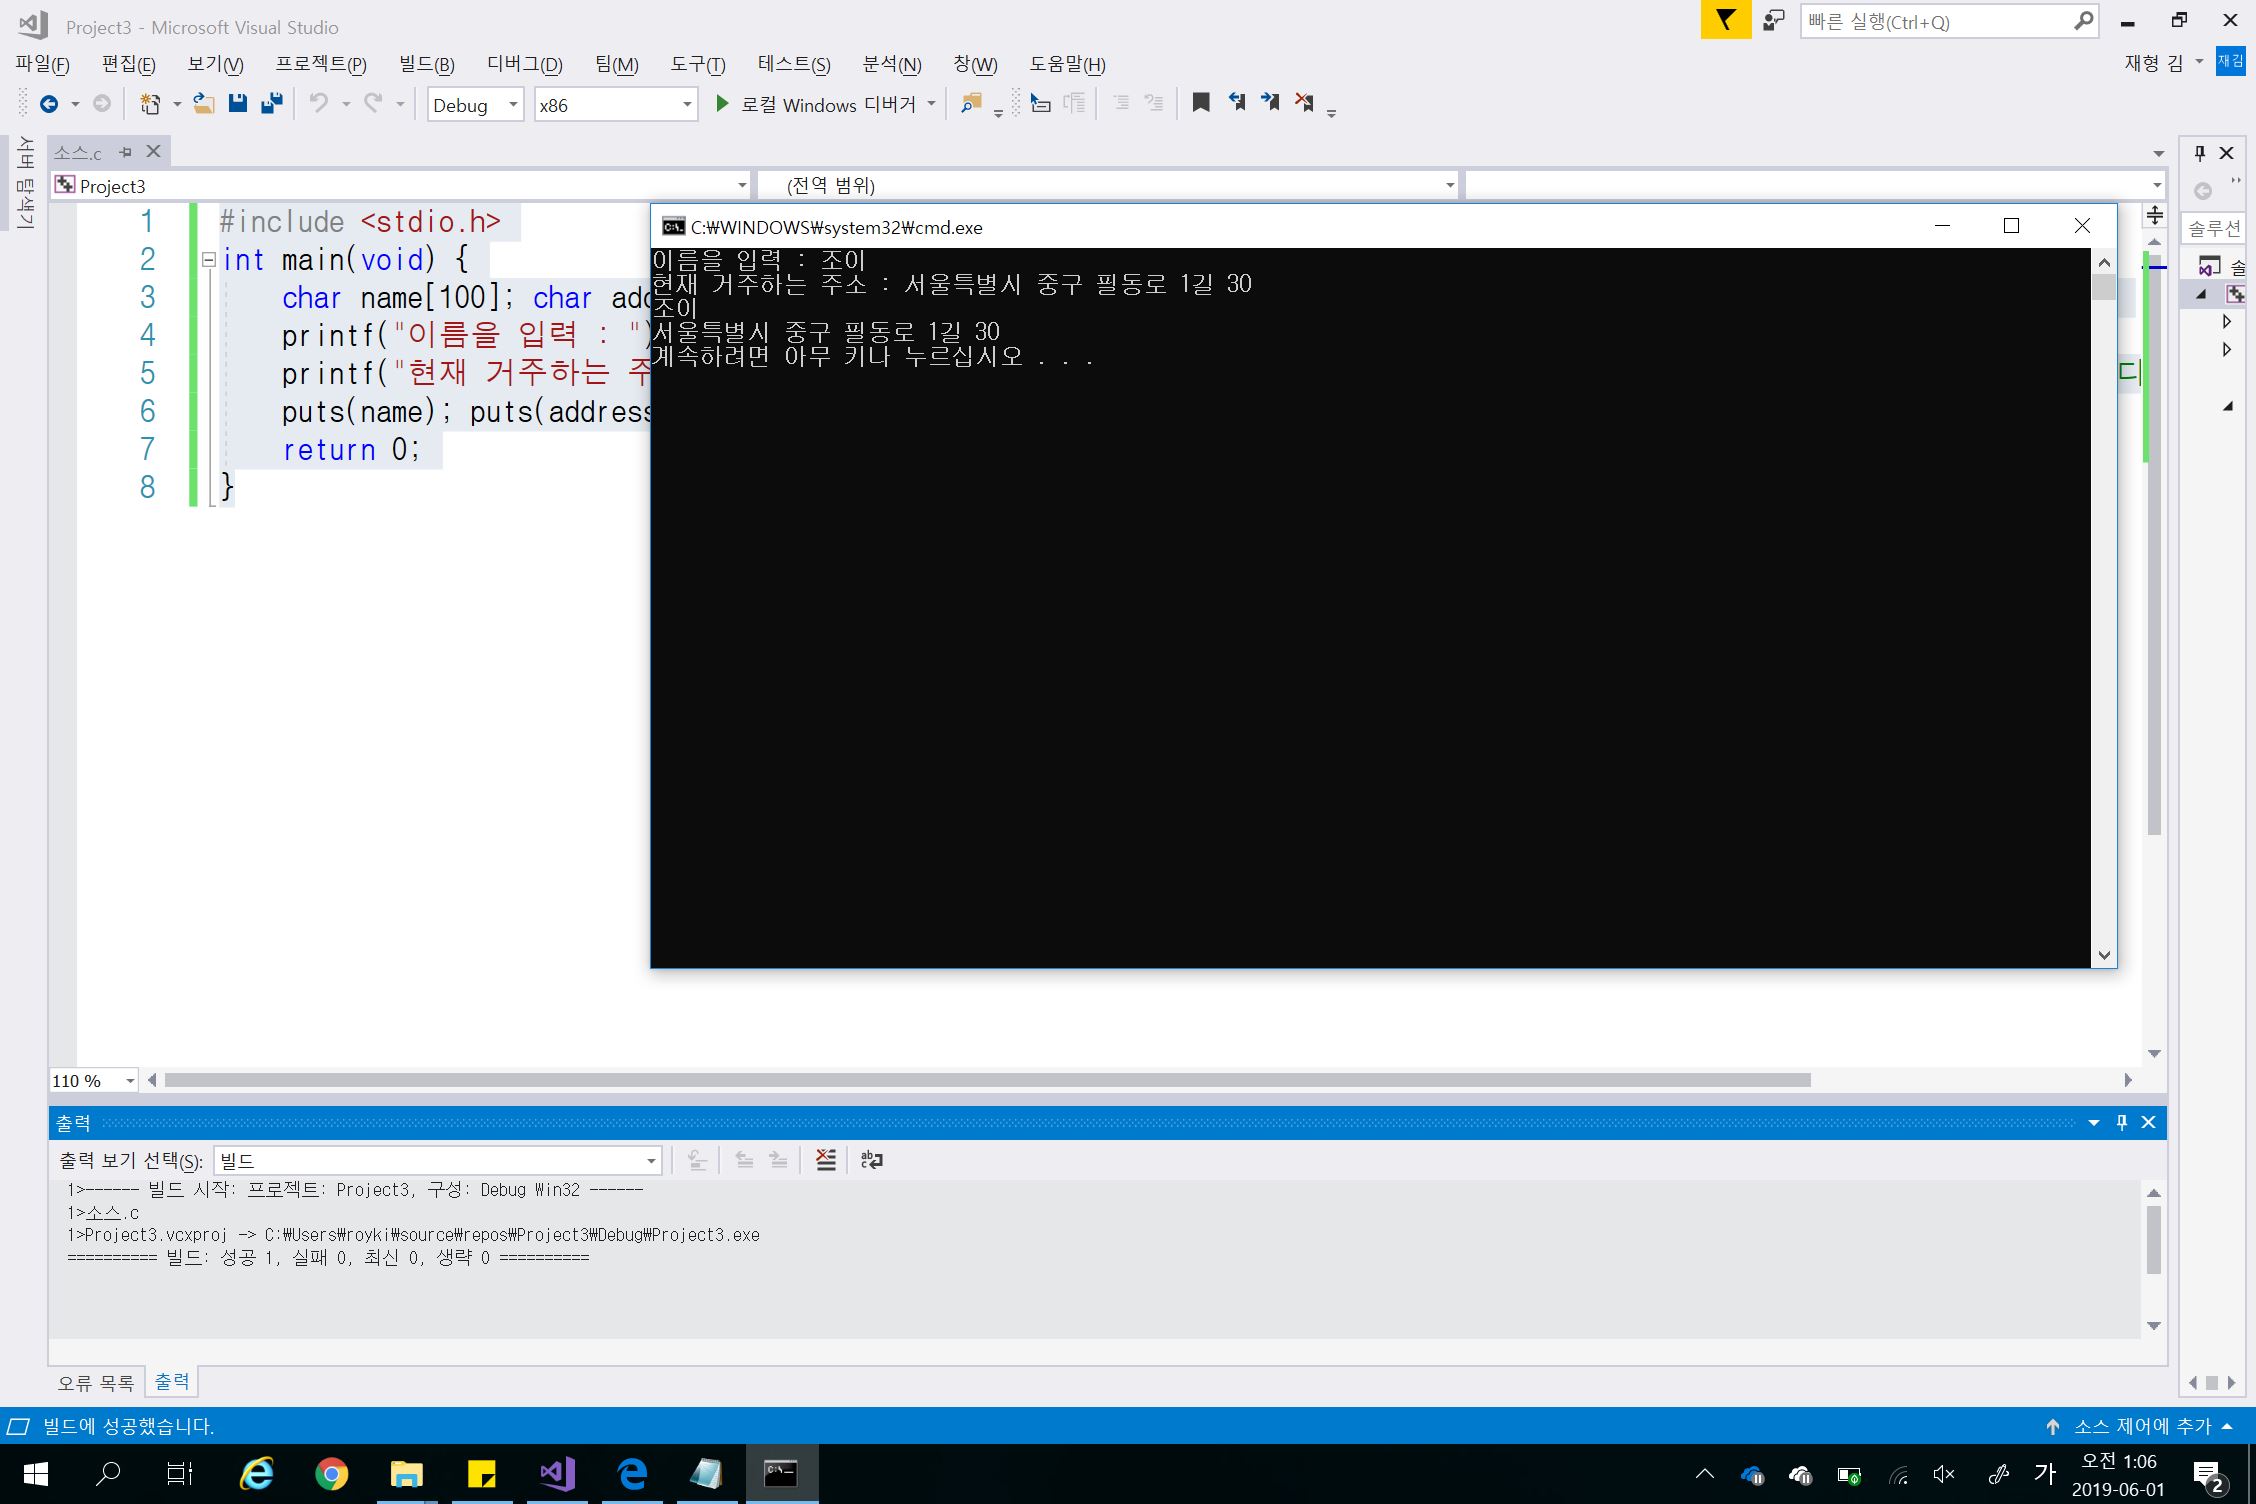 Project3 - Microsoft Visual Studio
빠른 실행(Ctrl+Q)
파일(F) 편집(E) 보기(V) 프로젝트(P) 빌드(B) 디버그(D) 팀(M) 도구(T) 테스트(S) 분석(N) 창(W) 도움말(H)
재형 김
재김
Debug x86 로컬 Windows 디버거
서버 탐색기
소스.c
Project3 (전역 범위)
솔루션
솔
1 #include <stdio.h>
2 int main(void) {
3 char name[100]; char add
4 printf("이름을 입력 : ")
5 printf("현재 거주하는 주
6 puts(name); puts(address
7 return 0;
8 }
디
C:\WINDOWS\system32\cmd.exe
이름을 입력 : 조이
현재 거주하는 주소 : 서울특별시 중구 필동로 1길 30
조이
서울특별시 중구 필동로 1길 30
계속하려면 아무 키나 누르십시오 . . .
110 %
출력
출력 보기 선택(S): 빌드
1>------ 빌드 시작: 프로젝트: Project3, 구성: Debug Win32 ------
1>소스.c
1>Project3.vcxproj -> C:\Users\royki\source\repos\Project3\Debug\Project3.exe
========== 빌드: 성공 1, 실패 0, 최신 0, 생략 0 ==========
오류 목록 출력
빌드에 성공했습니다.
소스 제어에 추가
가
오전 1:06
2019-06-01
2